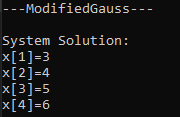 ---ModifiedGauss---
System Solution:
x[1]=3
x[2]=4
x[3]=5
x[4]=6